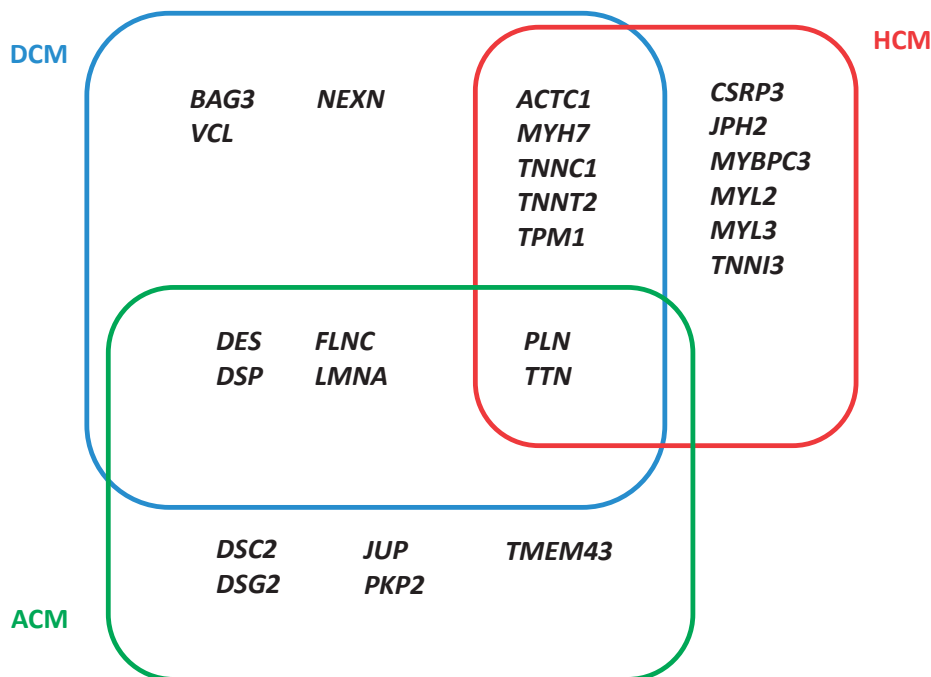 DCM
HCM
BAG3 NEXN
VCL
ACTC1
MYH7
TNNC1
TNNT2
TPM1
CSRP3
JPH2
MYBPC3
MYL2
MYL3
TNNI3
DES FLNC
DSP LMNA
PLN
TTN
DSC2 JUP TMEM43
DSG2 PKP2
ACM